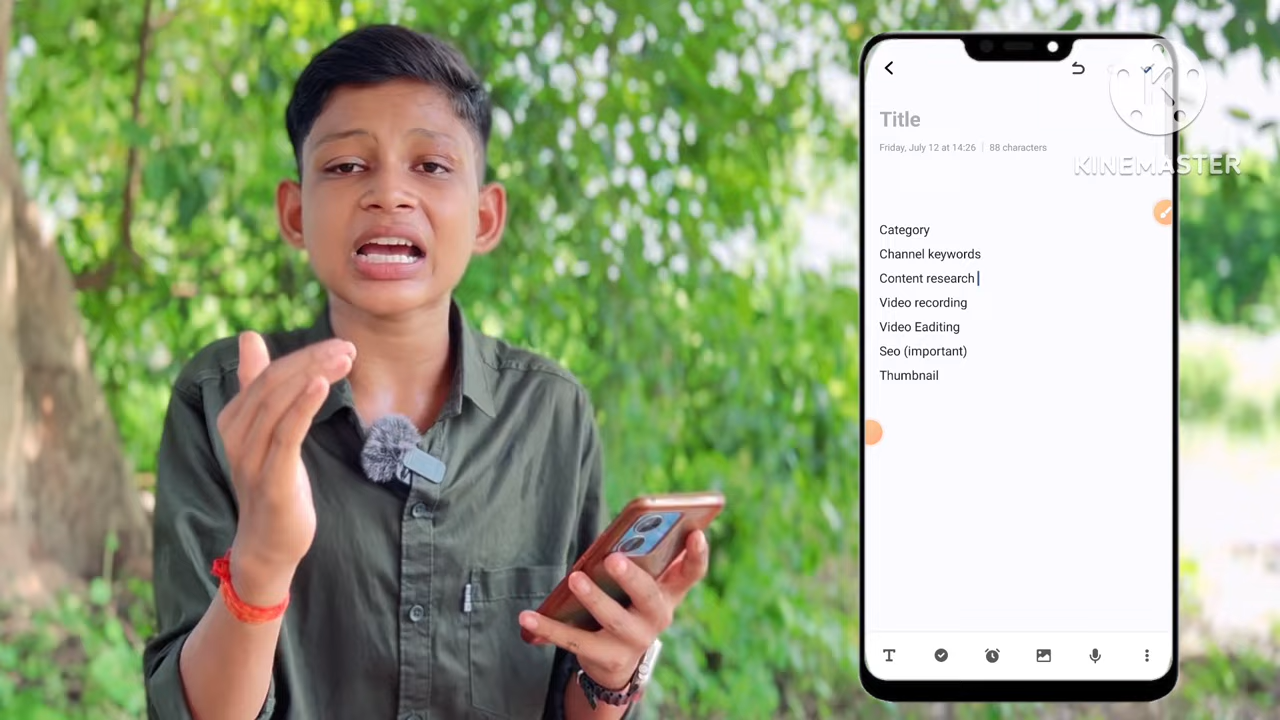 Title
Friday, July 12 at 14:26 | 88 characters
KINEMASTER
Category
Channel keywords
Content research
Video recording
Video Eaditing
Seo (important)
Thumbnail